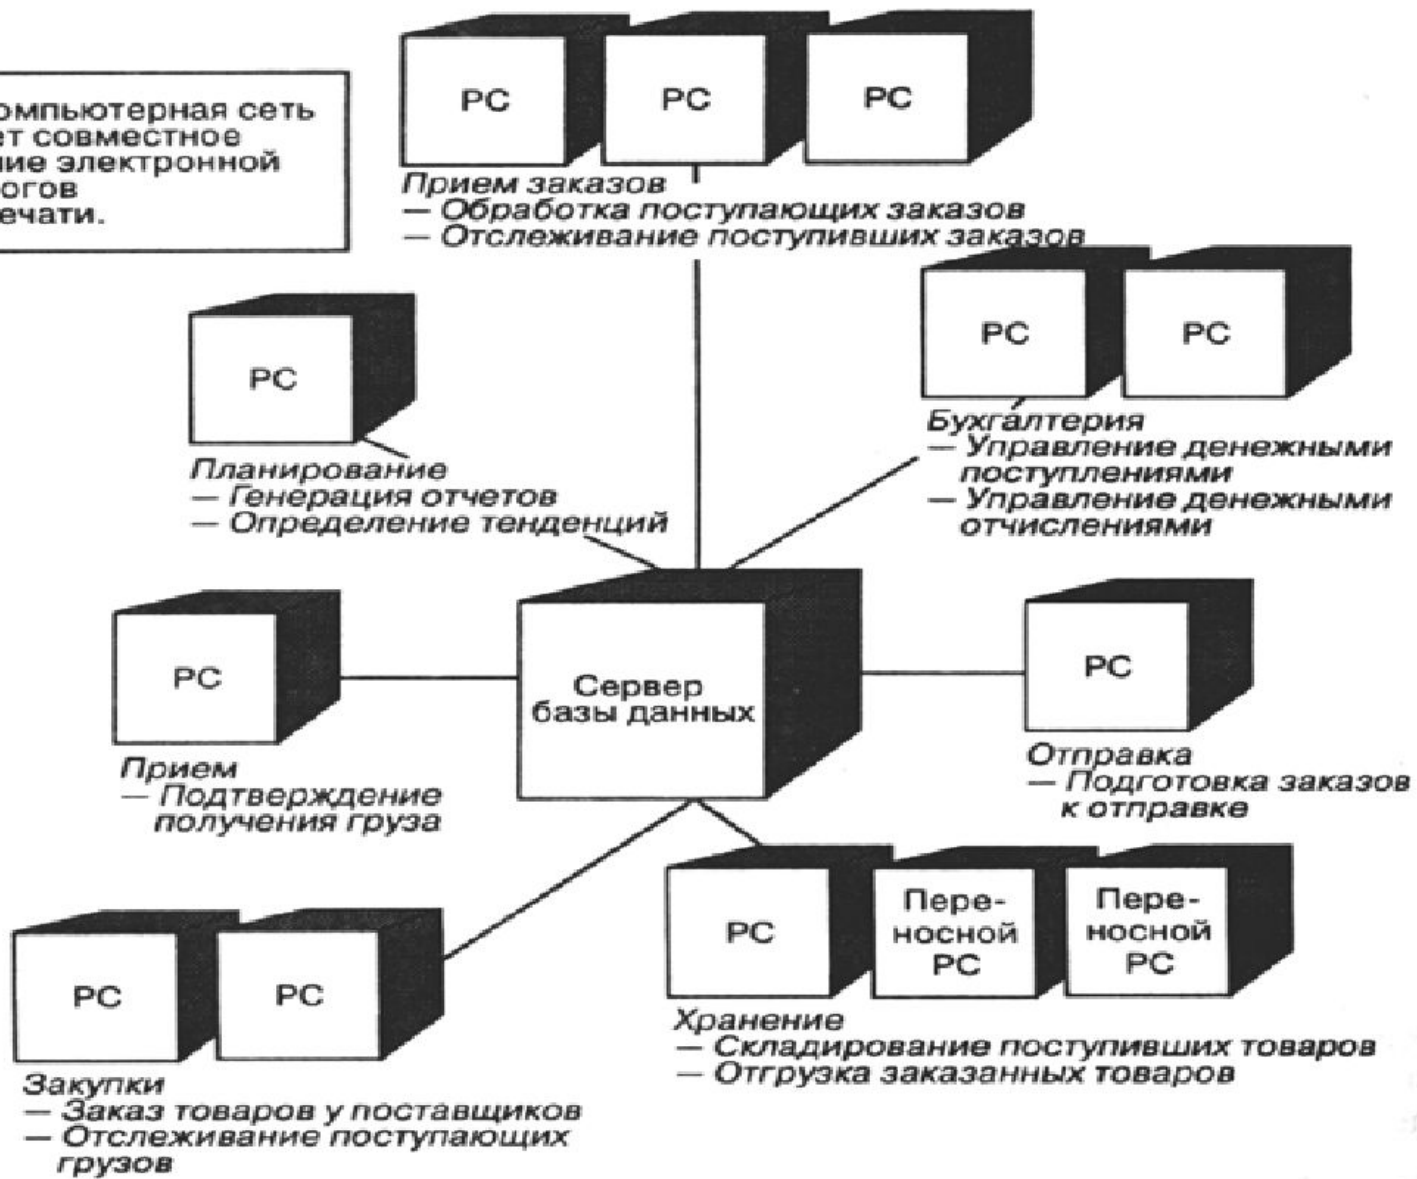 омпьютерная сеть
ет совместное
ние электронной
огов
ечати.
PC
PC
PC
Прием заказов
— Обработка поступающих заказов
— Отслеживание поступивших заказов
PC
PC
Бухгалтерия
— Управление денежными
поступлениями
— Управление денежными
отчислениями
PC
Планирование
— Генерация отчетов
— Определение тенденций
PC
Прием
— Подтверждение
получения груза
Сервер
базы данных
PC
Отправка
— Подготовка заказов
к отправке
PC
Пере-
носной
PC
Пере-
носной
PC
Хранение
— Складирование поступивших товаров
— Отгрузка заказанных товаров
PC
PC
Закупки
— Заказ товаров у поставщиков
— Отслеживание поступающих
грузов